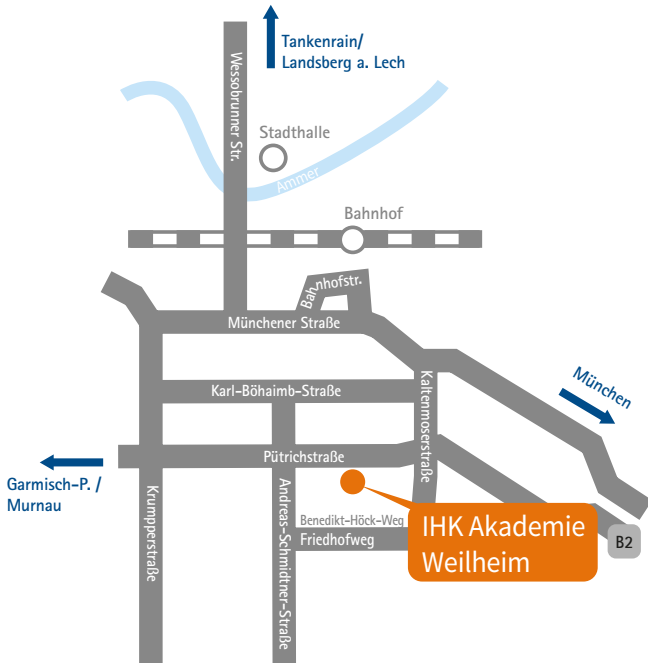 Tankenrain/
Landsberg a. Lech
Wessobrunner Str.
Stadthalle
Ammer
Bahnhof
Bahnhofstr.
Münchener Straße
München
Karl-Böhaimb-Straße
Kaltenmoserstraße
Pütrichstraße
Garmisch-P. /
Murnau
Krumpperstraße
Andreas-Schmidtner-Straße
Benedikt-Höck-Weg
Friedhofweg
IHK Akademie
Weilheim
B2